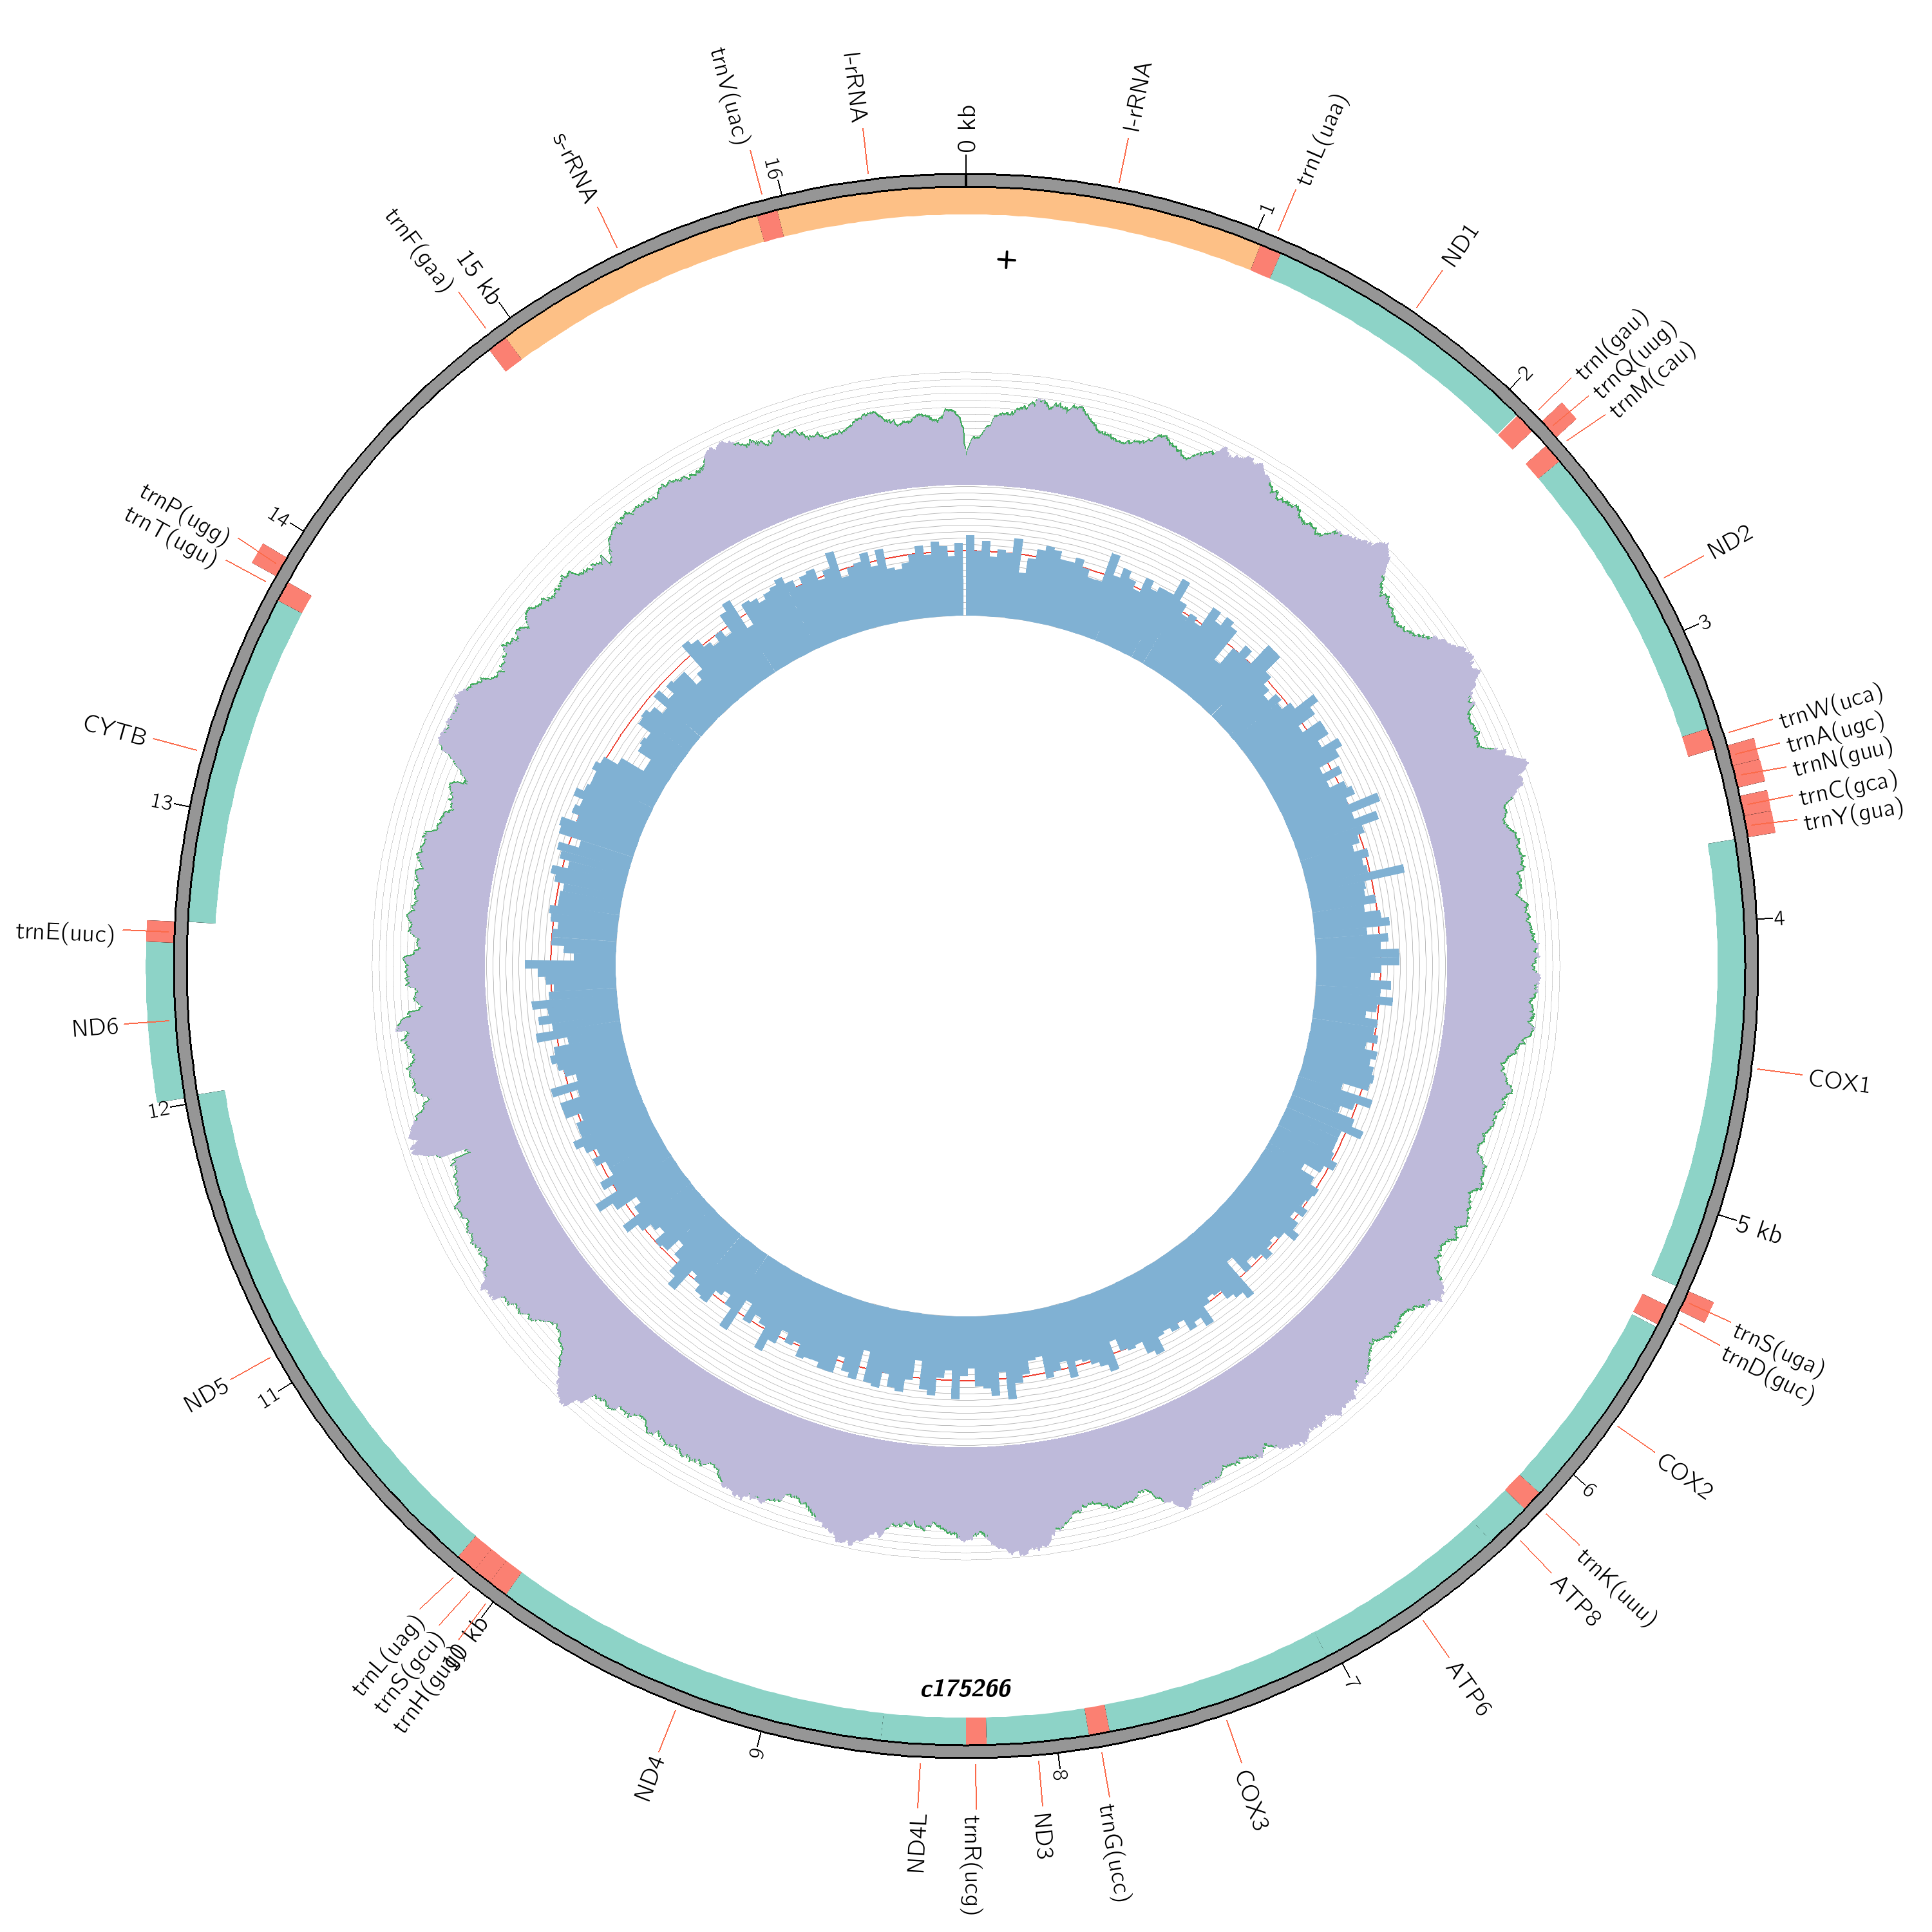 0 kb
l-rRNA
1
trnL(uaa)
ND1
2
trnI(gau)
trnQ(uug)
trnM(cau)
ND2
3
trnW(uca)
trnA(ugc)
trnN(guu)
trnC(gca)
trnY(gua)
4
COX1
5 kb
trnS(uga)
trnD(guc)
COX2
6
trnK(uuu)
ATP8
ATP6
7
COX3
trnG(ucc)
8
ND3
trnR(ucg)
ND4L
9
ND4
10 kb
trnH(gug)
trnS(gcu)
trnL(uag)
11
ND5
12
ND6
trnE(uuc)
13
CYTB
trnT(ugu)
trnP(ugg)
14
trnF(gaa)
15 kb
s-rRNA
trnV(uac)
16
l-rRNA
+
c175266